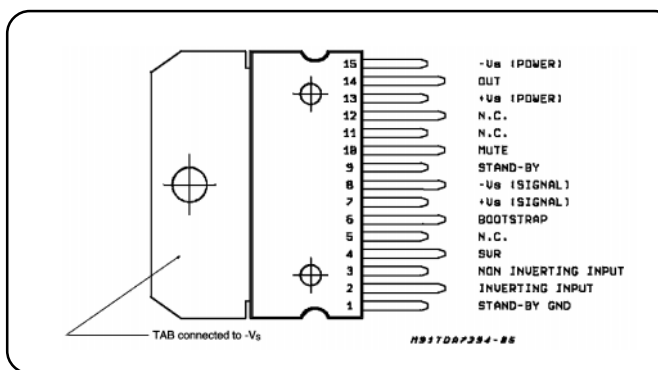 15 -Vs (POWER)
14 OUT
13 +Vs (POWER)
12 N.C.
11 N.C.
10 MUTE
9 STAND-BY
8 -Vs (SIGNAL)
7 +Vs (SIGNAL)
6 BOOTSTRAP
5 N.C.
4 SVR
3 NON INVERTING INPUT
2 INVERTING INPUT
1 STAND-BY GND
TAB connected to -Vs
M91TDA7294-06